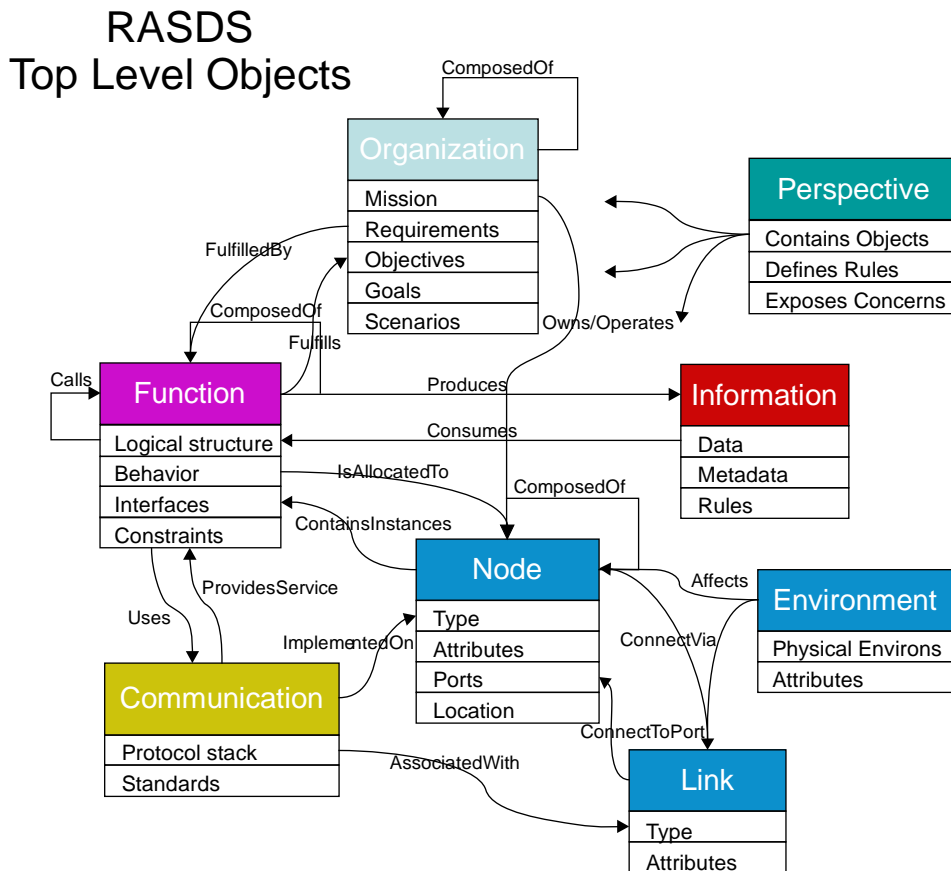 RASDS
Top Level Objects
ComposedOf
Organization
Mission
Requirements
Objectives
Goals
Scenarios
Perspective
Contains Objects
Defines Rules
Exposes Concerns
FulfilledBy
ComposedOf
Fulfills
Owns/Operates
Calls
Function
Logical structure
Behavior
Interfaces
Constraints
Produces
Consumes
Information
Data
Metadata
Rules
IsAllocatedTo
ComposedOf
ContainsInstances
Node
Type
Attributes
Ports
Location
Affects
Environment
Physical Environs
Attributes
ProvidesService
Uses
ImplementedOn
ConnectVia
Communication
Protocol stack
Standards
AssociatedWith
ConnectToPort
Link
Type
Attributes